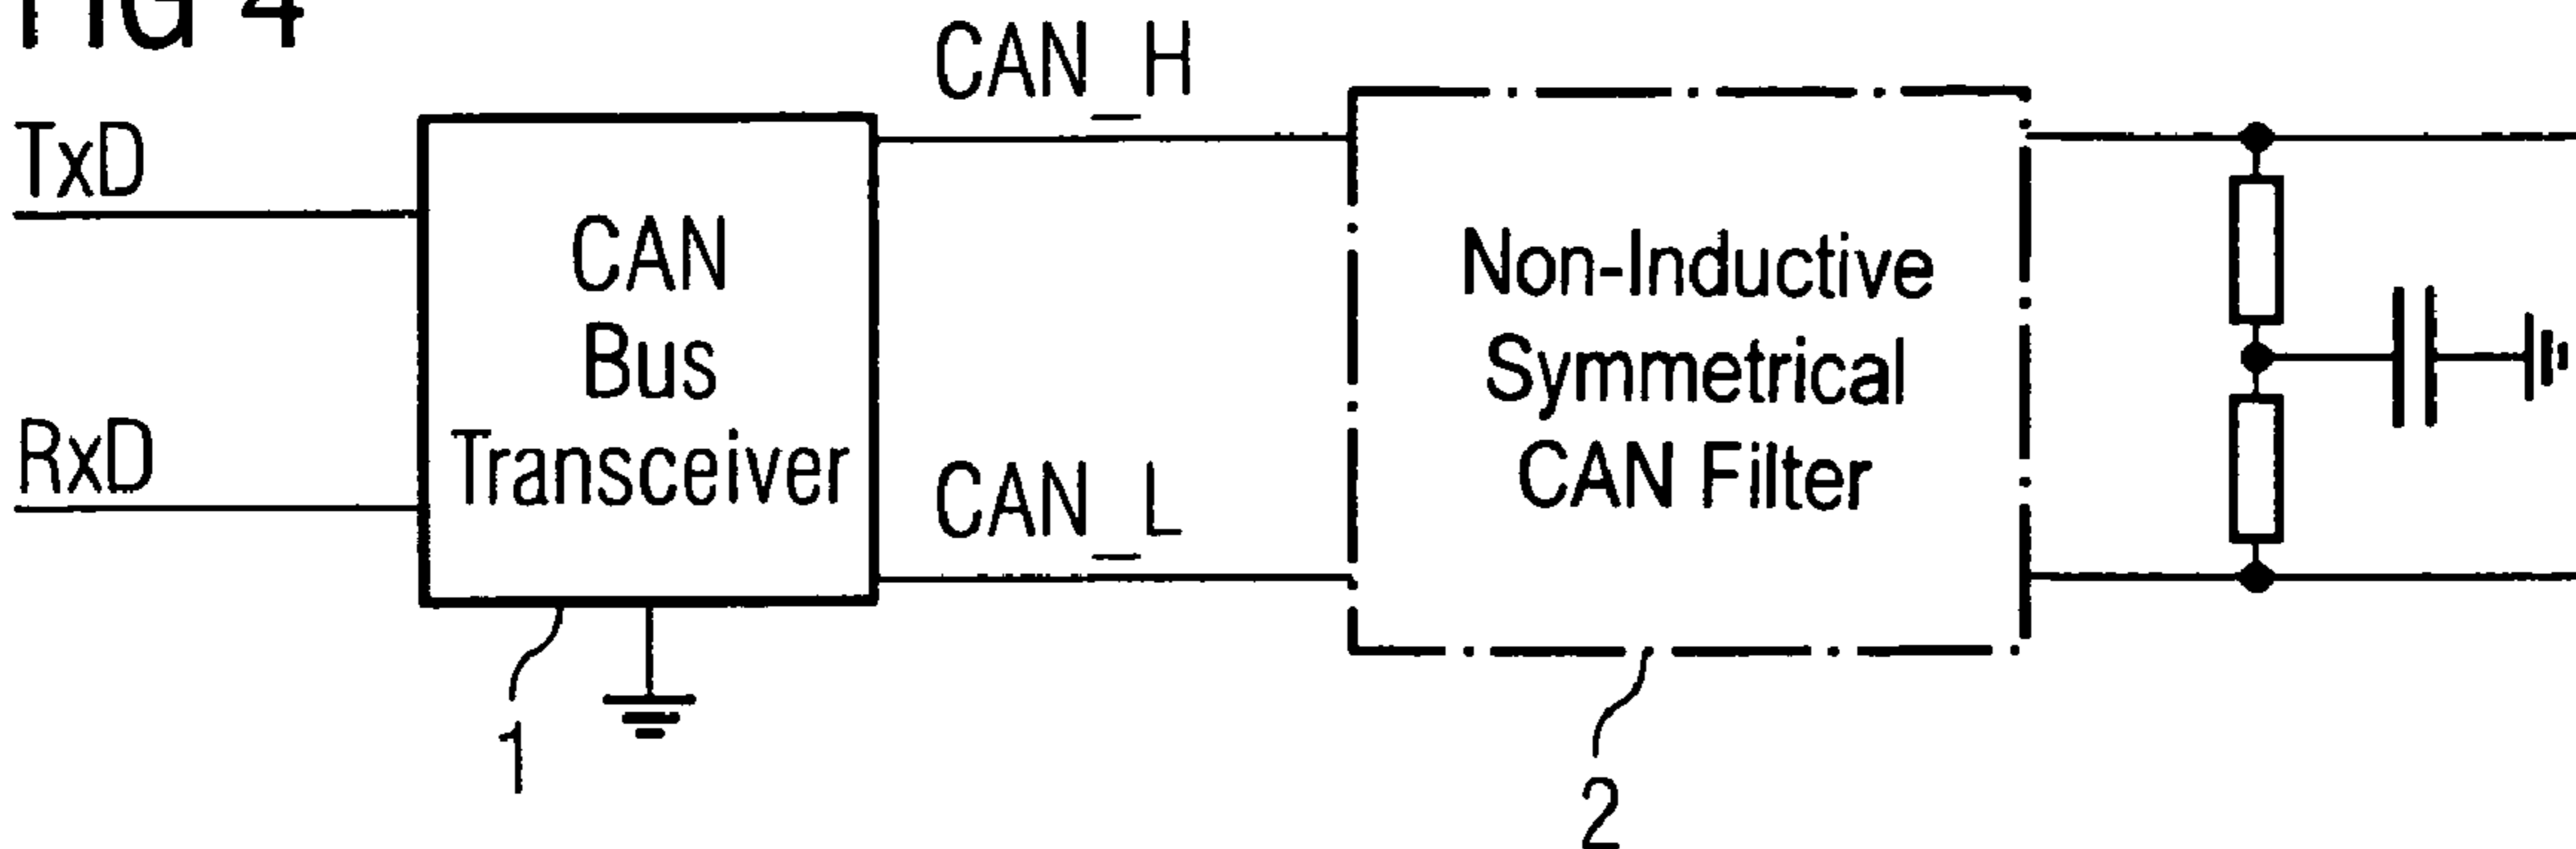 FIG 4
TxD
RxD
CAN
Bus
Transceiver
CAN_H
CAN_L
Non-Inductive
Symmetrical
CAN Filter
1
2